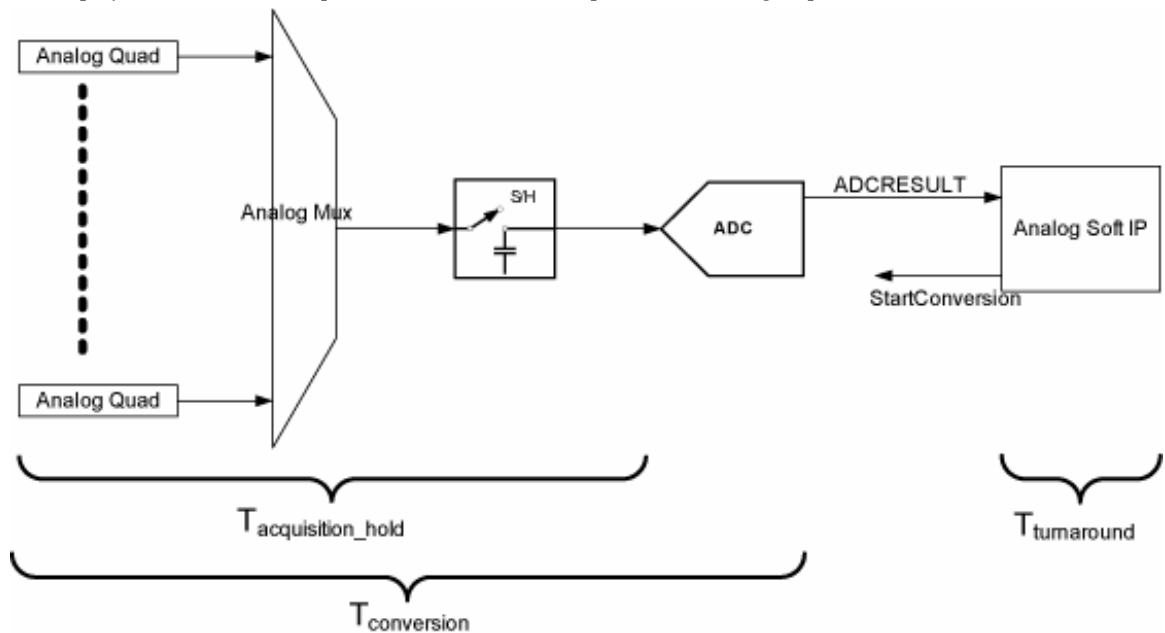 Analog Quad
Analog Mux
S/H
ADC
ADCRESULT
Analog Soft IP
StartConversion
Analog Quad
Tacquisition_hold
Tturnaround
Tconversion